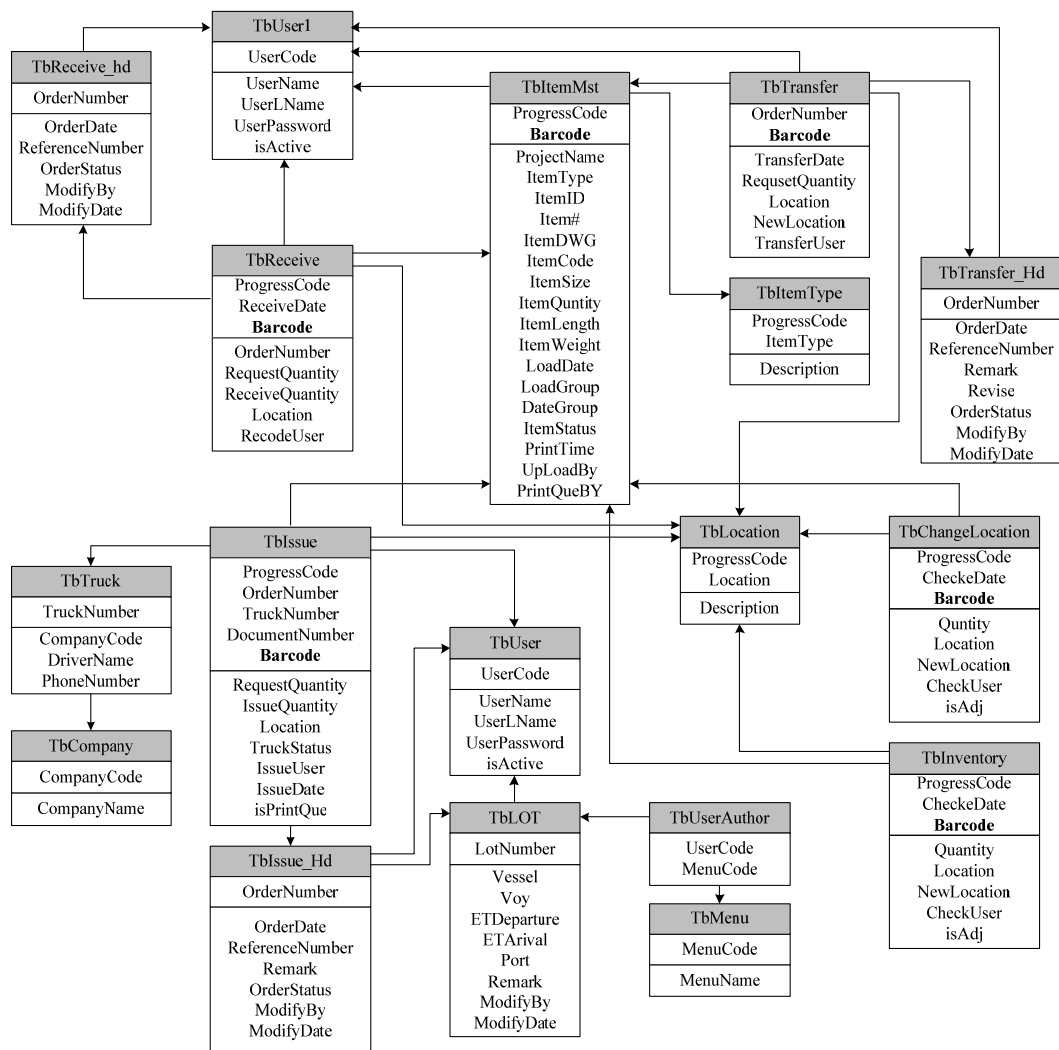 TbUser1
UserCode
UserName
UserLName
UserPassword
isActive
TbReceive_hd
OrderNumber
OrderDate
ReferenceNumber
OrderStatus
ModifyBy
ModifyDate
TbItemMst
ProgressCode
Barcode
ProjectName
ItemType
ItemID
Item#
ItemDWG
ItemCode
ItemSize
ItemQuntity
ItemLength
ItemWeight
LoadDate
LoadGroup
DateGroup
ItemStatus
PrintTime
UpLoadBy
PrintQueBY
TbTransfer
OrderNumber
Barcode
TransferDate
RequsetQuantity
Location
NewLocation
TransferUser
TbReceive
ProgressCode
ReceiveDate
Barcode
OrderNumber
RequestQuantity
ReceiveQuantity
Location
RecodeUser
TbItemType
ProgressCode
ItemType
Description
TbTransfer_Hd
OrderNumber
OrderDate
ReferenceNumber
Remark
Revise
OrderStatus
ModifyBy
ModifyDate
TbIssue
ProgressCode
OrderNumber
TruckNumber
DocumentNumber
Barcode
RequestQuantity
IssueQuantity
Location
TruckStatus
IssueUser
IssueDate
isPrintQue
TbLocation
ProgressCode
Location
Description
TbChangeLocation
ProgressCode
CheckeDate
Barcode
Quntity
Location
NewLocation
CheckUser
isAdj
TbTruck
TruckNumber
CompanyCode
DriverName
PhoneNumber
TbUser
UserCode
UserName
UserLName
UserPassword
isActive
TbCompany
CompanyCode
CompanyName
TbInventory
ProgressCode
CheckeDate
Barcode
Quantity
Location
NewLocation
CheckUser
isAdj
TbIssue_Hd
OrderNumber
OrderDate
ReferenceNumber
Remark
OrderStatus
ModifyBy
ModifyDate
TbLOT
LotNumber
Vessel
Voy
ETDeparture
ETArival
Port
Remark
ModifyBy
ModifyDate
TbUserAuthor
UserCode
MenuCode
TbMenu
MenuCode
MenuName